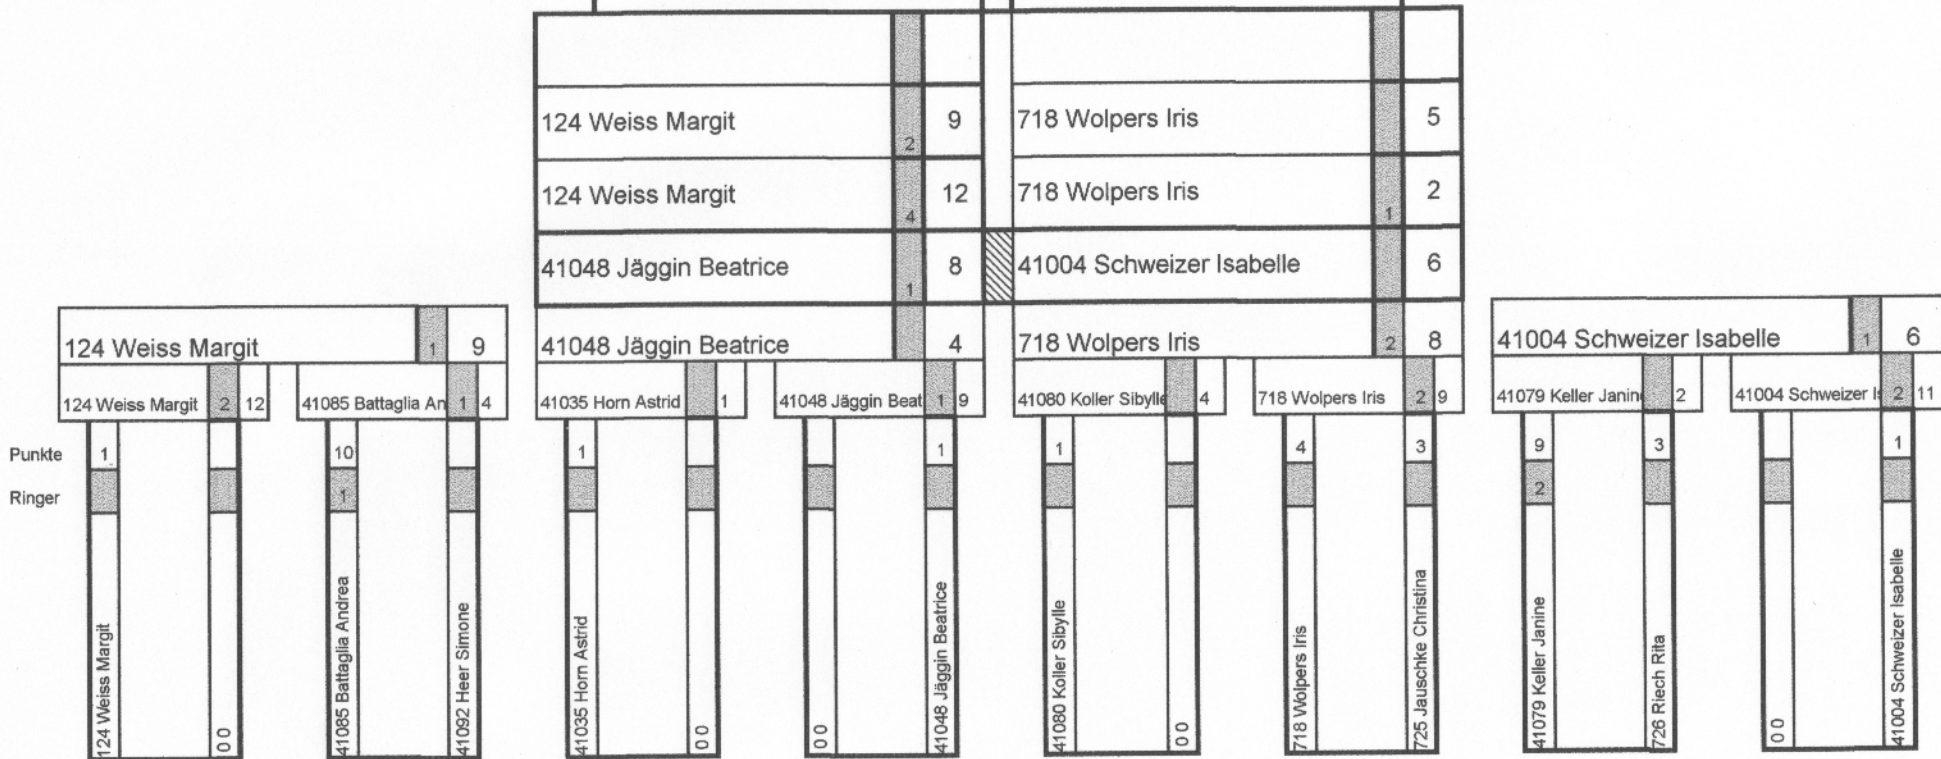 124 Weiss Margit 2 9 718 Wolpers Iris 5
124 Weiss Margit 4 12 718 Wolpers Iris 1 2
41048 Jäggin Beatrice 1 8 41004 Schweizer Isabelle 6
124 Weiss Margit 1 9 41048 Jäggin Beatrice 4 718 Wolpers Iris 2 8 41004 Schweizer Isabelle 1 6
124 Weiss Margit 2 12 41085 Battaglia An 1 4 41035 Horn Astrid 1 41048 Jäggin Beat 1 9 41080 Koller Sibylle 4 718 Wolpers Iris 2 9 41079 Keller Janin 2 41004 Schweizer Is 2 11
Punkte 1 10 1 1 1 4 3 9 3 1
Ringer 1 2
124 Weiss Margit
0 0
41085 Battaglia Andrea
41092 Heer Simone
41035 Horn Astrid
0 0
0 0
41048 Jäggin Beatrice
41080 Koller Sibylle
0 0
718 Wolpers Iris
725 Jauschke Christina
41079 Keller Janine
726 Riech Rita
0 0
41004 Schweizer Isabelle